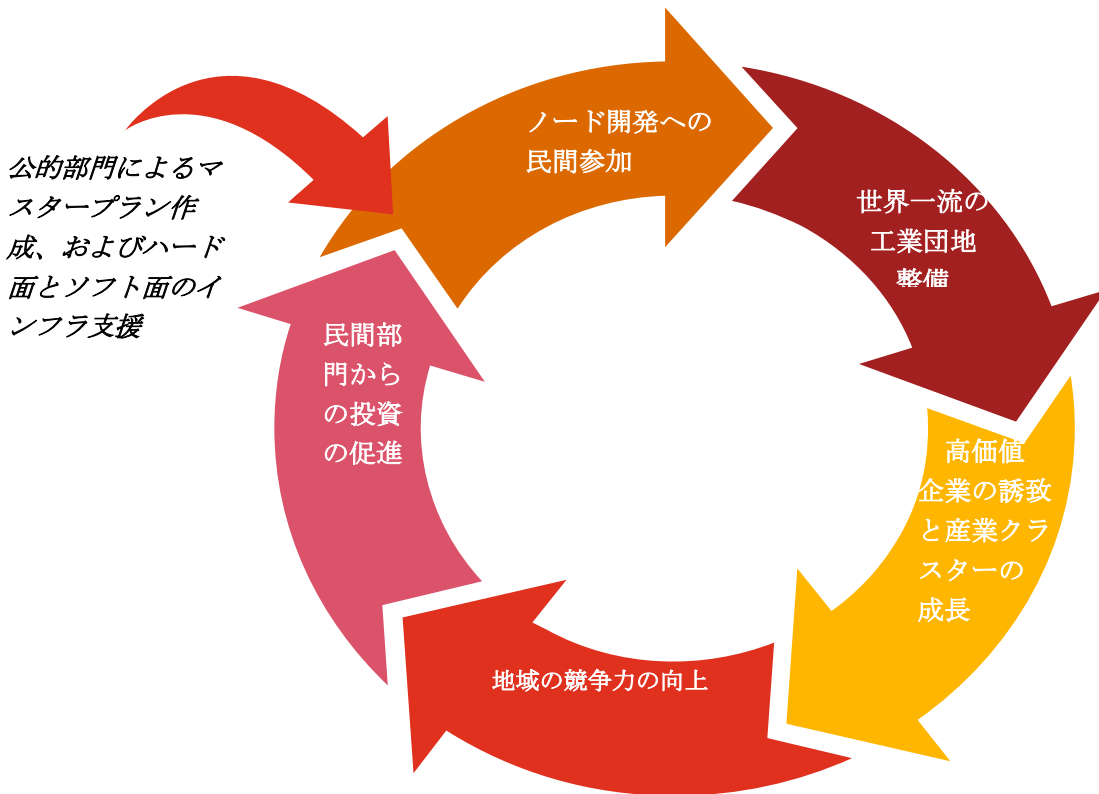 公的部門によるマ
スタープラン作
成、およびハード
面とソフト面のイ
ンフラ支援
ノード開発への
民間参加
世界一流の
工業団地
整備
高価値
企業の誘致
と産業クラ
スターの
成長
地域の競争力の向上
民間部
門から
の投資
の促進